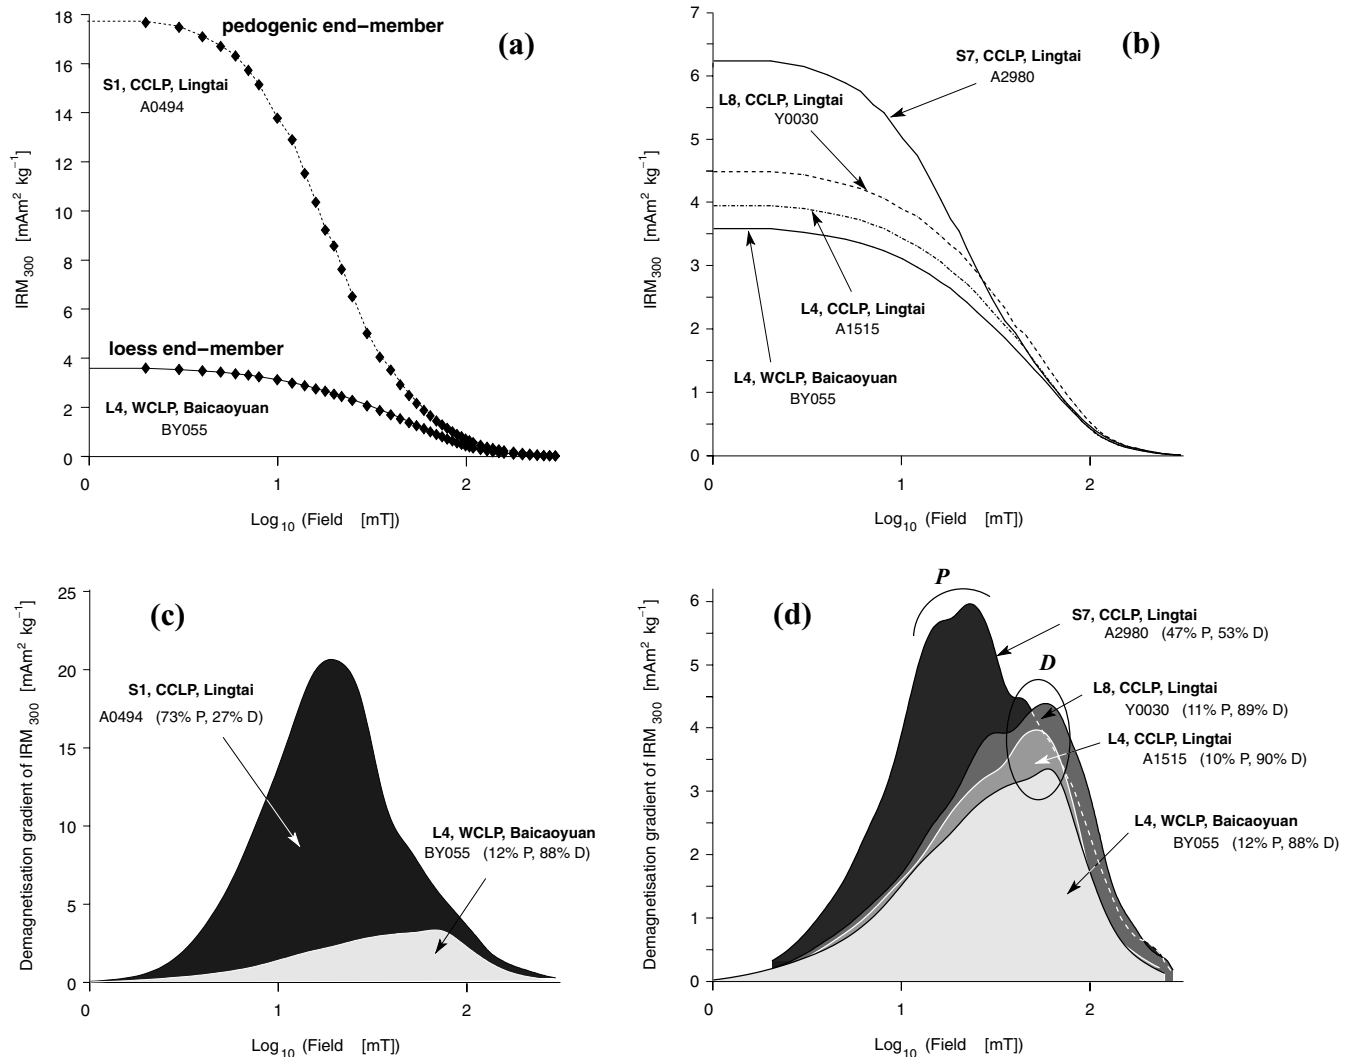 (a)
pedogenic end−member
S1, CCLP, Lingtai
A0494
loess end−member
L4, WCLP, Baicaoyuan
BY055
IRM300 [mAm² kg⁻¹]
18
16
14
12
10
8
6
4
2
0
0 1 2
Log10 (Field [mT])
(b)
S7, CCLP, Lingtai
A2980
L8, CCLP, Lingtai
Y0030
L4, CCLP, Lingtai
A1515
L4, WCLP, Baicaoyuan
BY055
IRM300 [mAm² kg⁻¹]
7
6
5
4
3
2
1
0
0 1 2
Log10 (Field [mT])
(c)
S1, CCLP, Lingtai
A0494 (73% P, 27% D)
L4, WCLP, Baicaoyuan
BY055 (12% P, 88% D)
Demagnetisation gradient of IRM300 [mAm² kg⁻¹]
25
20
15
10
5
0
0 1 2
Log10 (Field [mT])
(d)
P
D
S7, CCLP, Lingtai
A2980 (47% P, 53% D)
L8, CCLP, Lingtai
Y0030 (11% P, 89% D)
L4, CCLP, Lingtai
A1515 (10% P, 90% D)
L4, WCLP, Baicaoyuan
BY055 (12% P, 88% D)
Demagnetisation gradient of IRM300 [mAm² kg⁻¹]
6
5
4
3
2
1
0
0 1 2
Log10 (Field [mT])